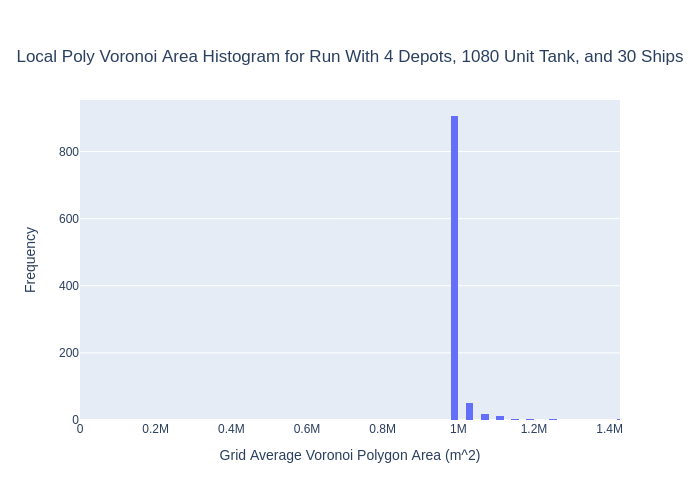 Local Poly Voronoi Area Histogram for Run With 4 Depots, 1080 Unit Tank, and 30 Ships
800
600
400
200
0
Frequency
0 0.2M 0.4M 0.6M 0.8M 1M 1.2M 1.4M
Grid Average Voronoi Polygon Area (m^2)